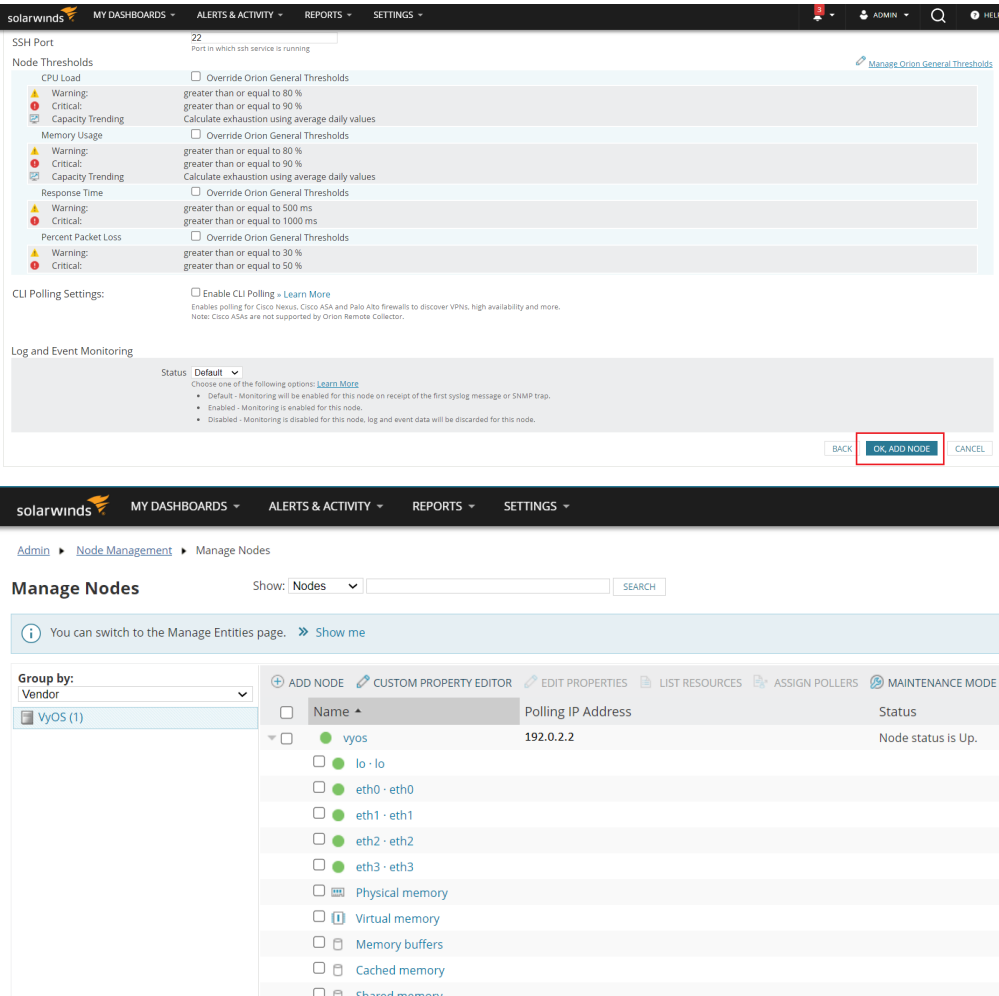 solarwinds MY DASHBOARDS ALERTS & ACTIVITY REPORTS SETTINGS 3 ADMIN HEL
SSH Port 22
Port in which ssh service is running
Node Thresholds Manage Orion General Thresholds
CPU Load Override Orion General Thresholds
Warning: greater than or equal to 80 %
Critical: greater than or equal to 90 %
Capacity Trending Calculate exhaustion using average daily values
Memory Usage Override Orion General Thresholds
Warning: greater than or equal to 80 %
Critical: greater than or equal to 90 %
Capacity Trending Calculate exhaustion using average daily values
Response Time Override Orion General Thresholds
Warning: greater than or equal to 500 ms
Critical: greater than or equal to 1000 ms
Percent Packet Loss Override Orion General Thresholds
Warning: greater than or equal to 30 %
Critical: greater than or equal to 50 %
CLI Polling Settings: Enable CLI Polling » Learn More
Enables polling for Cisco Nexus, Cisco ASA and Palo Alto firewalls to discover VPNs, high availability and more.
Note: Cisco ASAs are not supported by Orion Remote Collector.
Log and Event Monitoring
Status Default
Choose one of the following options: Learn More
• Default - Monitoring will be enabled for this node on receipt of the first syslog message or SNMP trap.
• Enabled - Monitoring is enabled for this node.
• Disabled - Monitoring is disabled for this node, log and event data will be discarded for this node.
BACK OK, ADD NODE CANCEL
solarwinds MY DASHBOARDS ALERTS & ACTIVITY REPORTS SETTINGS
Admin Node Management Manage Nodes
Manage Nodes Show: Nodes SEARCH
You can switch to the Manage Entities page. » Show me
Group by:
Vendor
VyOS (1)
ADD NODE CUSTOM PROPERTY EDITOR EDIT PROPERTIES LIST RESOURCES ASSIGN POLLERS MAINTENANCE MODE
Name Polling IP Address Status
vyos 192.0.2.2 Node status is Up.
lo · lo
eth0 · eth0
eth1 · eth1
eth2 · eth2
eth3 · eth3
Physical memory
Virtual memory
Memory buffers
Cached memory
Shared memory